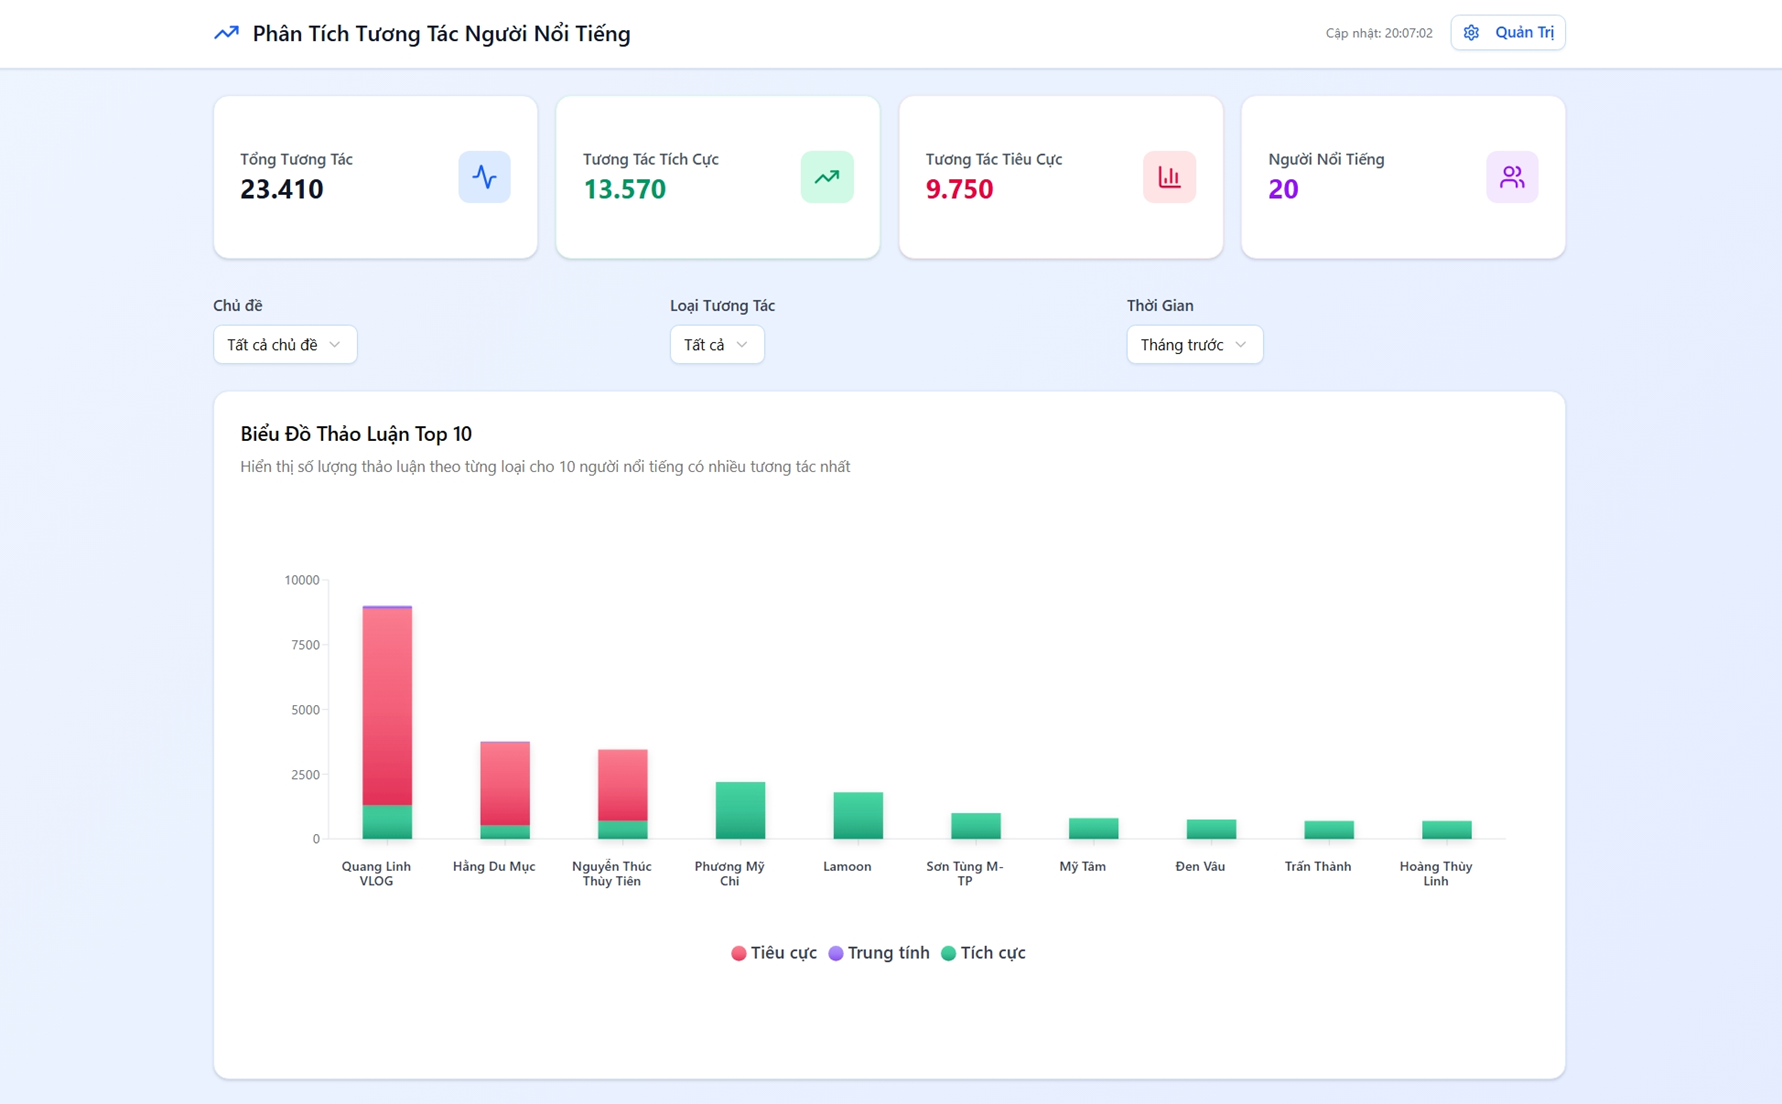 Phân Tích Tương Tác Người Nổi Tiếng
Cập nhật: 20:07:02
Quản Trị
Tổng Tương Tác
23.410
Tương Tác Tích Cực
13.570
Tương Tác Tiêu Cực
9.750
Người Nổi Tiếng
20
Chủ đề
Tất cả chủ đề
Loại Tương Tác
Tất cả
Thời Gian
Tháng trước
Biểu Đồ Thảo Luận Top 10
Hiển thị số lượng thảo luận theo từng loại cho 10 người nổi tiếng có nhiều tương tác nhất
10000
7500
5000
2500
0
Quang Linh
VLOG
Hằng Du Mục
Nguyễn Thúc
Thùy Tiên
Phương Mỹ
Chi
Lamoon
Sơn Tùng M-
TP
Mỹ Tâm
Đen Vâu
Trấn Thành
Hoàng Thùy
Linh
Tiêu cực
Trung tính
Tích cực